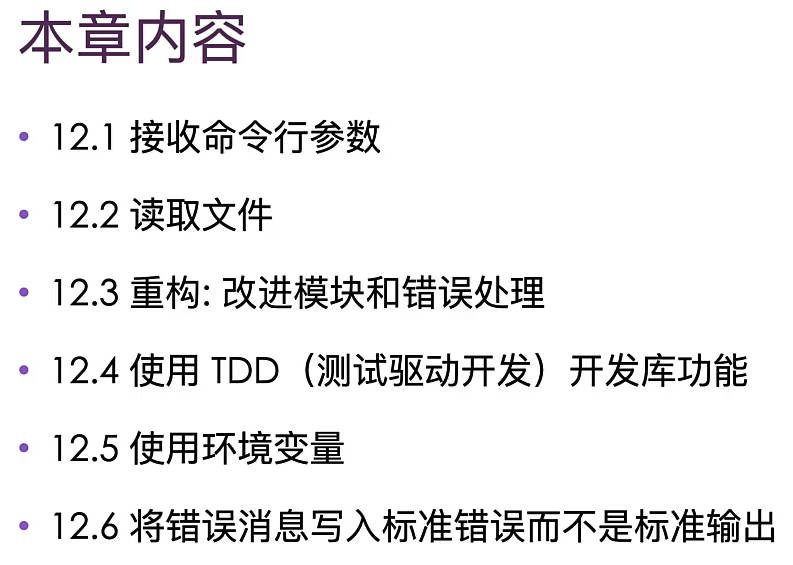 本章内容
• 12.1 接收命令行参数
• 12.2 读取文件
• 12.3 重构: 改进模块和错误处理
• 12.4 使用 TDD（测试驱动开发）开发库功能
• 12.5 使用环境变量
• 12.6 将错误消息写入标准错误而不是标准输出